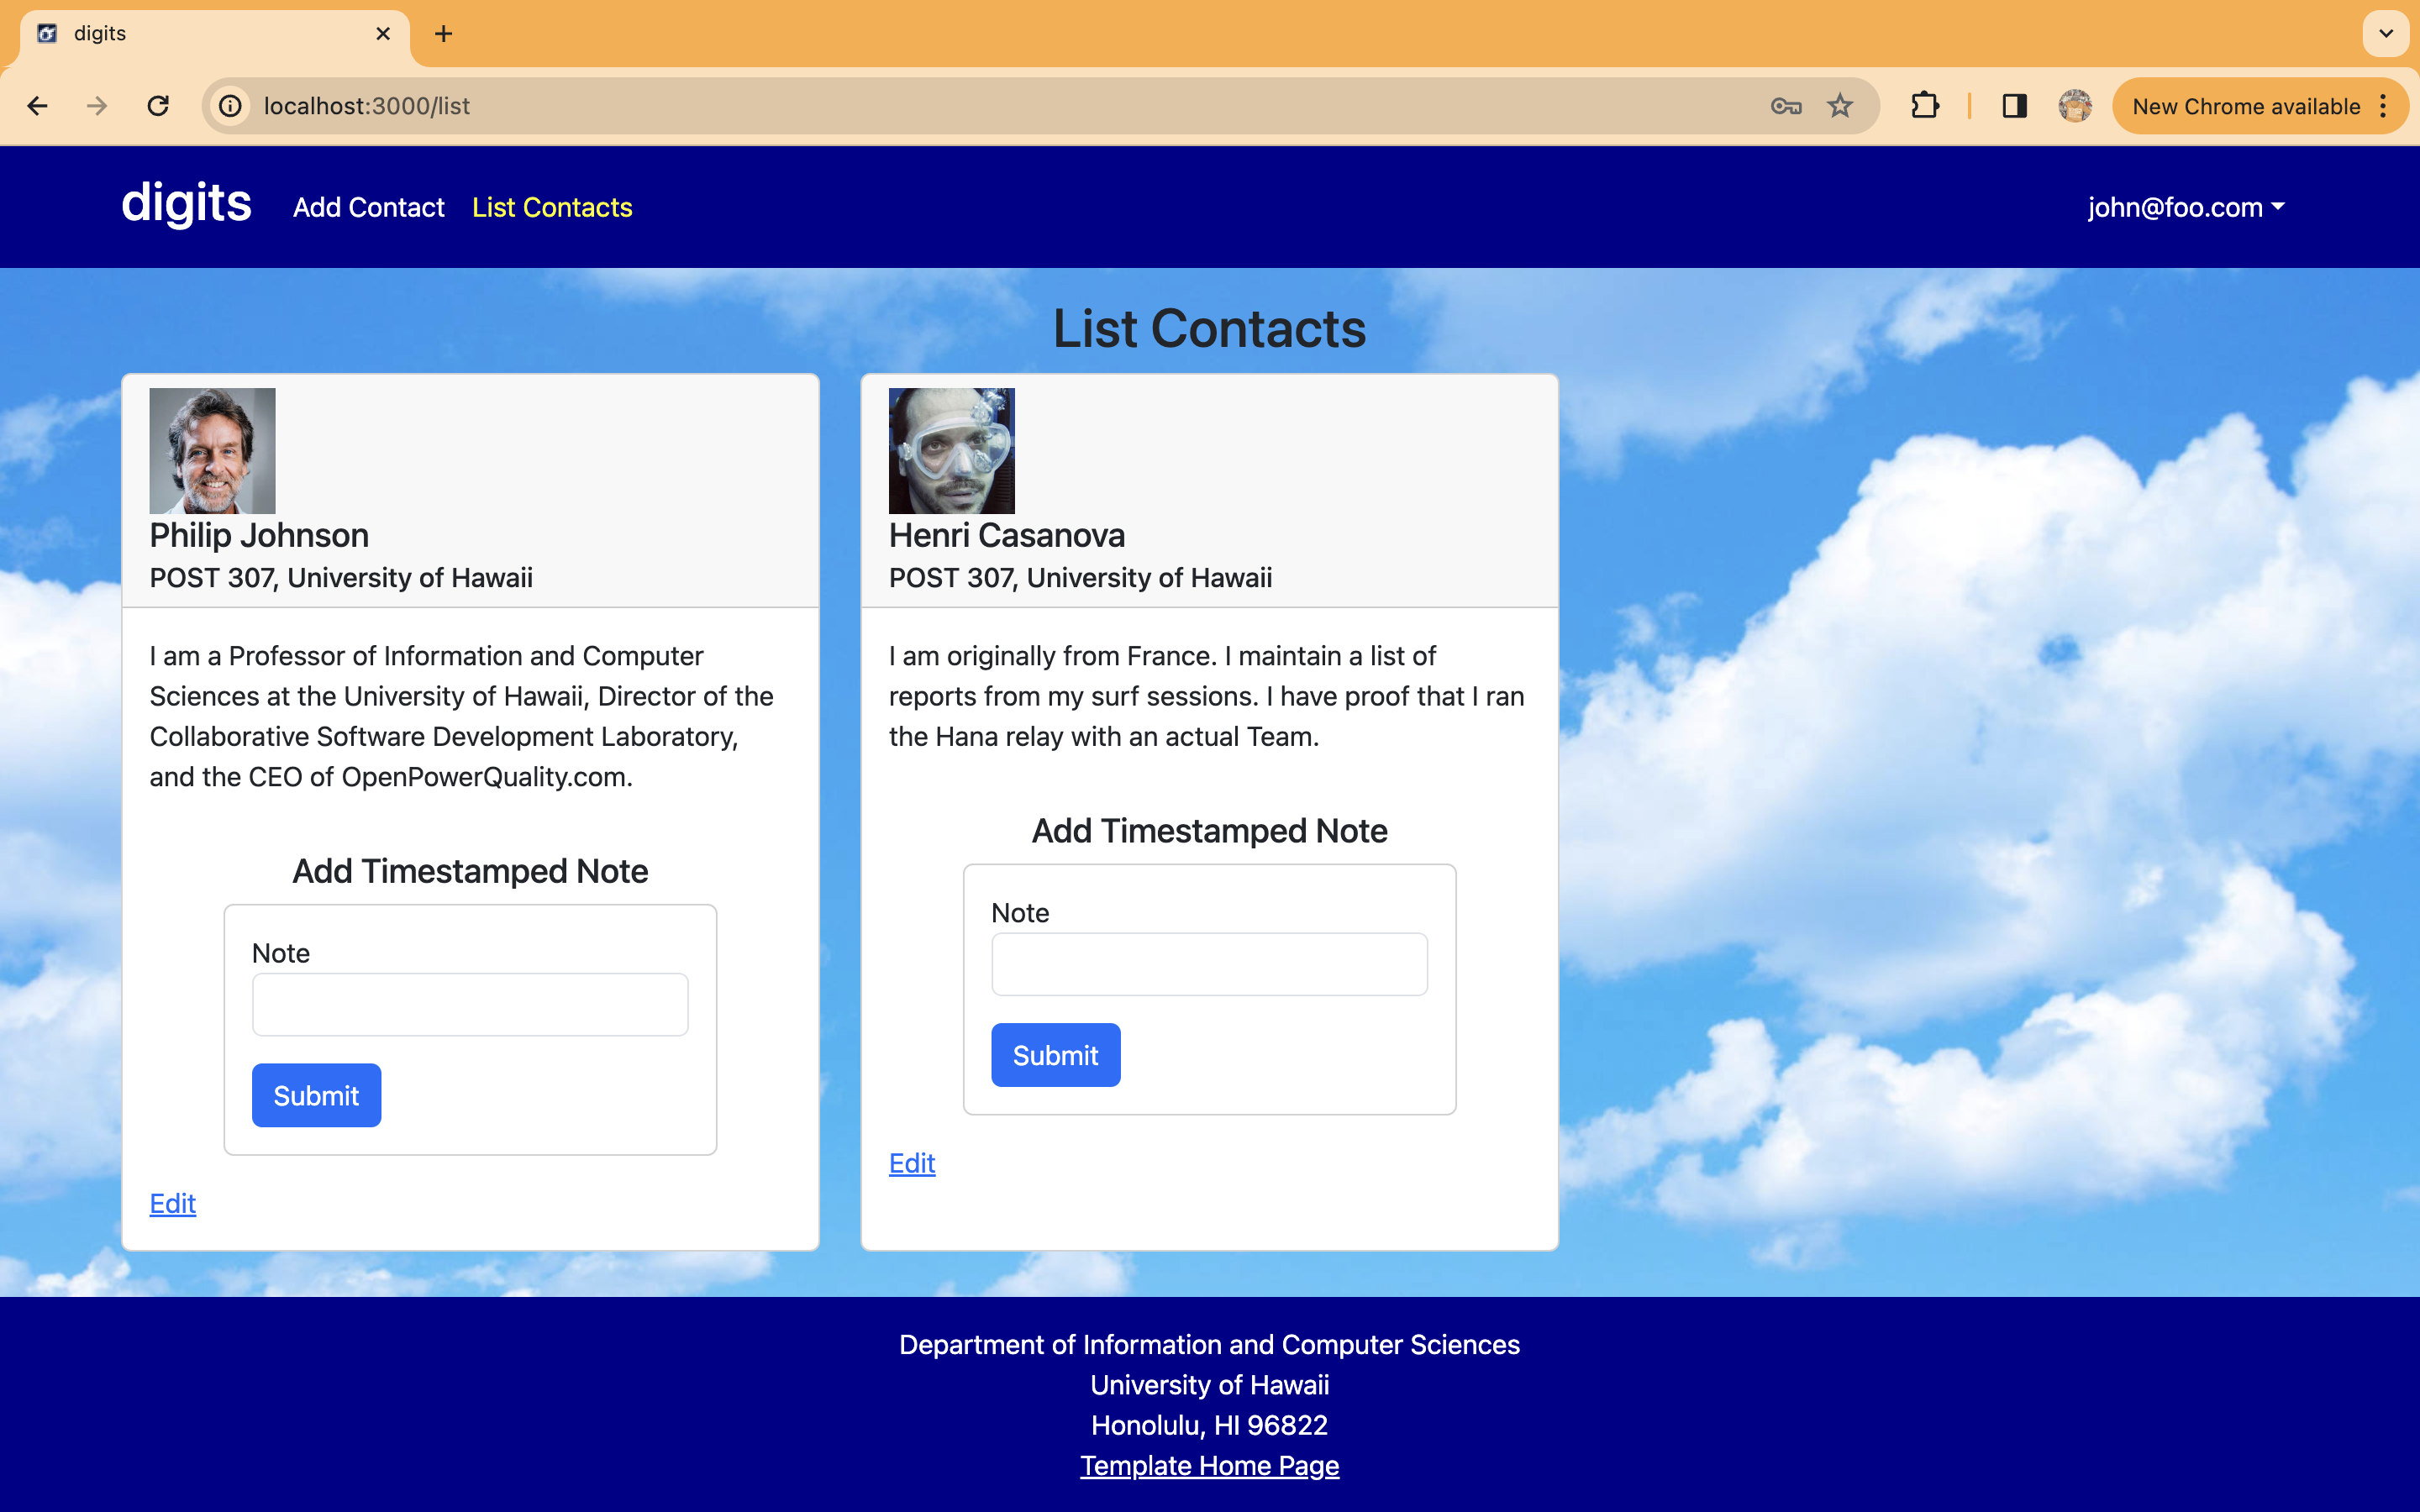 digits
localhost:3000/list
New Chrome available
digits
Add Contact
List Contacts
john@foo.com
List Contacts
Philip Johnson
POST 307, University of Hawaii
I am a Professor of Information and Computer
Sciences at the University of Hawaii, Director of the
Collaborative Software Development Laboratory,
and the CEO of OpenPowerQuality.com.
Add Timestamped Note
Note
Submit
Edit
Henri Casanova
POST 307, University of Hawaii
I am originally from France. I maintain a list of
reports from my surf sessions. I have proof that I ran
the Hana relay with an actual Team.
Add Timestamped Note
Note
Submit
Edit
Department of Information and Computer Sciences
University of Hawaii
Honolulu, HI 96822
Template Home Page